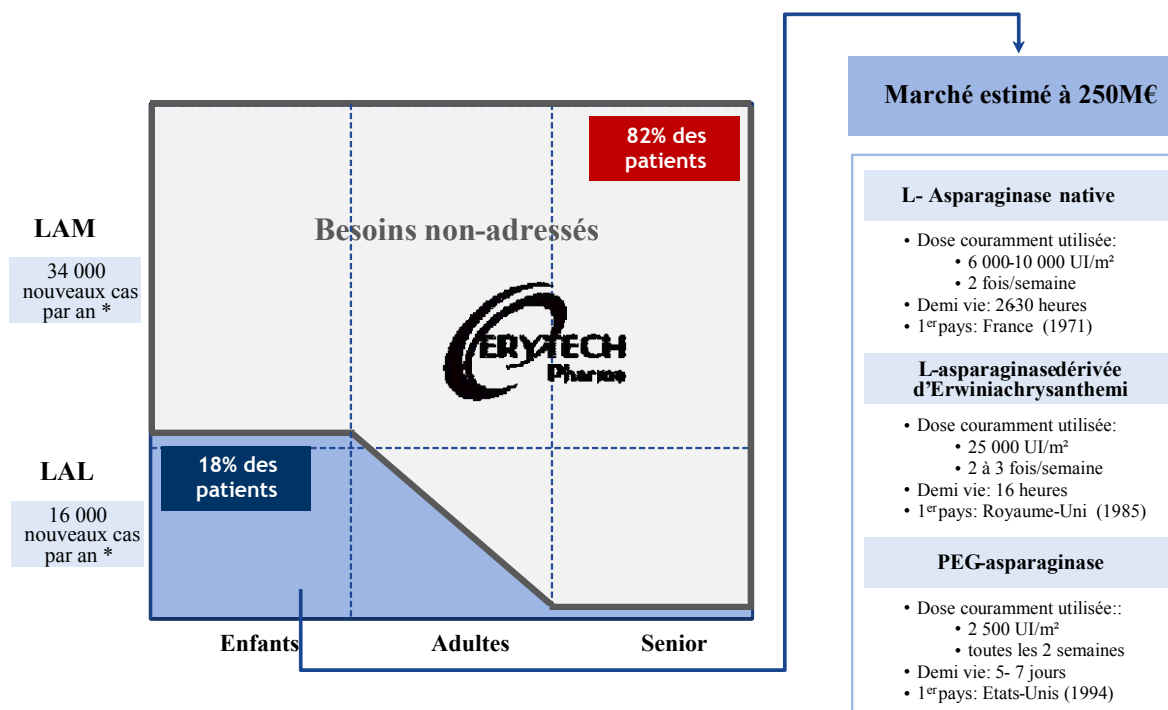 Marché estimé à 250M€
82% des
patients
Besoins non-adressés
LAM
34 000
nouveaux cas
par an *
ERYTECH
Pharma
LAL
16 000
nouveaux cas
par an *
18% des
patients
Enfants
Adultes
Senior
L- Asparaginase native
• Dose couramment utilisée:
• 6 000-10 000 UI/m²
• 2 fois/semaine
• Demi vie: 26-30 heures
• 1er pays: France (1971)
L-asparaginasedérivée
d'Erwiniachrysanthemi
• Dose couramment utilisée:
• 25 000 UI/m²
• 2 à 3 fois/semaine
• Demi vie: 16 heures
• 1er pays: Royaume-Uni (1985)
PEG-asparaginase
• Dose couramment utilisée::
• 2 500 UI/m²
• toutes les 2 semaines
• Demi vie: 5- 7 jours
• 1er pays: Etats-Unis (1994)